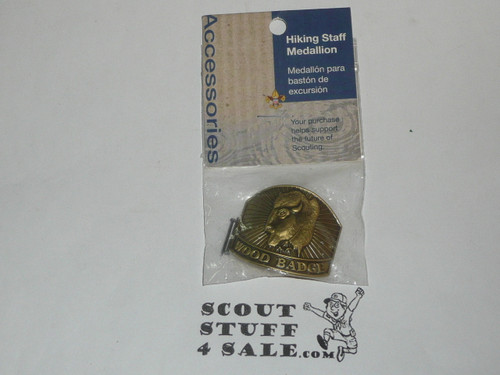 Accessories
Hiking Staff
Medallion
Medallón para
bastón de
excursión
Your purchase
helps support
the future of
Scouting.
WOOD BADGE
SCOUT
STUFF
4 SALE.com